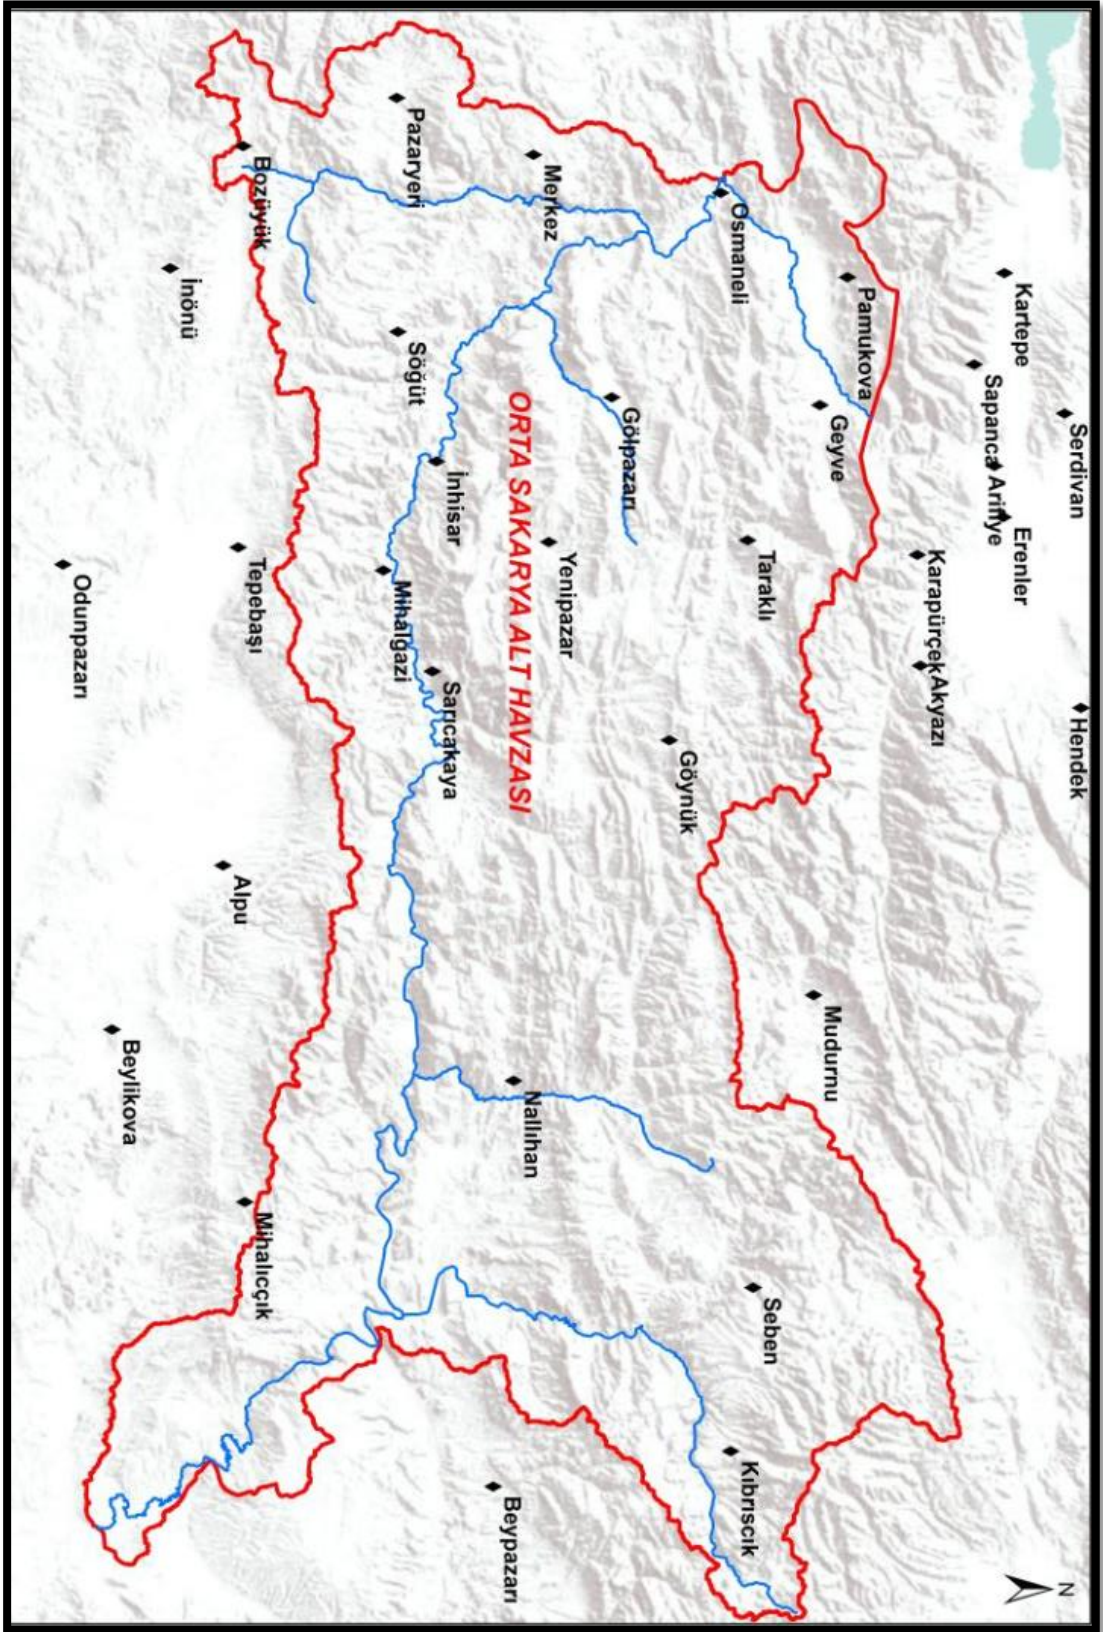 N
Serdivan
Hendek
Kartepe
Sapanca
Arifiye
Erenler
Karapürçek
Akyazı
Pamukova
Geyve
Taraklı
Mudurnu
Osmaneli
Göynük
Seben
Kıbrıscık
Gölpazarı
Yenipazar
Merkez
ORTA SAKARYA ALT HAVZASI
Nallıhan
Beypazarı
Pazaryeri
Söğüt
İnhisar
Mihalgazi
Sarıcakaya
Bozüyük
İnönü
Tepebaşı
Alpu
Mihalıççık
Odunpazarı
Beylikova